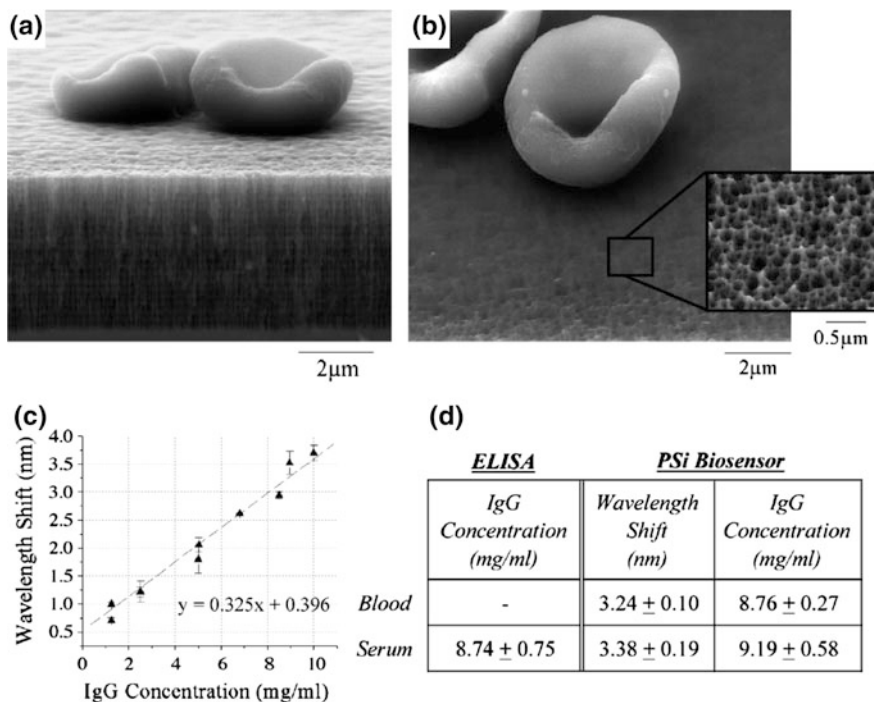 (a)
(b)
2μm
2μm
0.5μm
(c)
Wavelength Shift (nm)
4.0
3.5
3.0
2.5
2.0
1.5
1.0
0.5
y = 0.325x + 0.396
0 2 4 6 8 10
IgG Concentration (mg/ml)
(d)
ELISA PSi Biosensor
IgG Concentration (mg/ml)
Wavelength Shift (nm)
IgG Concentration (mg/ml)
Blood - 3.24 ± 0.10 8.76 ± 0.27
Serum 8.74 ± 0.75 3.38 ± 0.19 9.19 ± 0.58